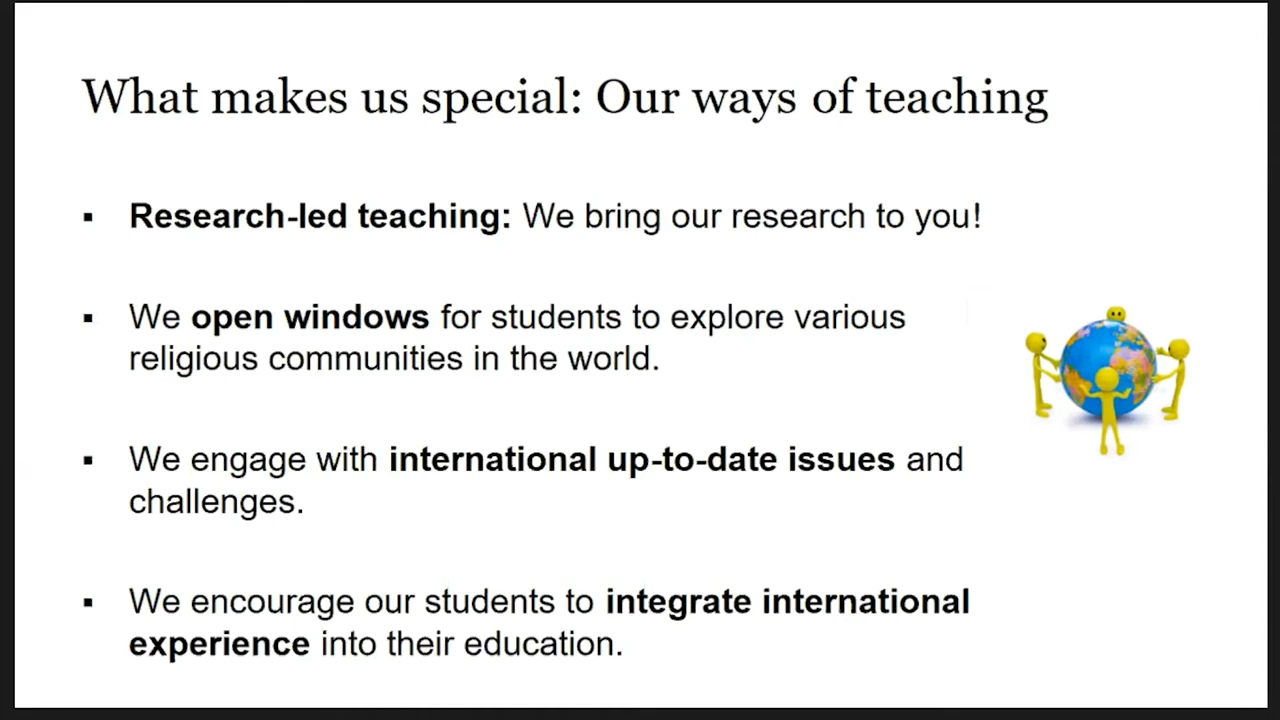 What makes us special: Our ways of teaching
▪ Research-led teaching: We bring our research to you!
▪ We open windows for students to explore various
religious communities in the world.
▪ We engage with international up-to-date issues and
challenges.
▪ We encourage our students to integrate international
experience into their education.